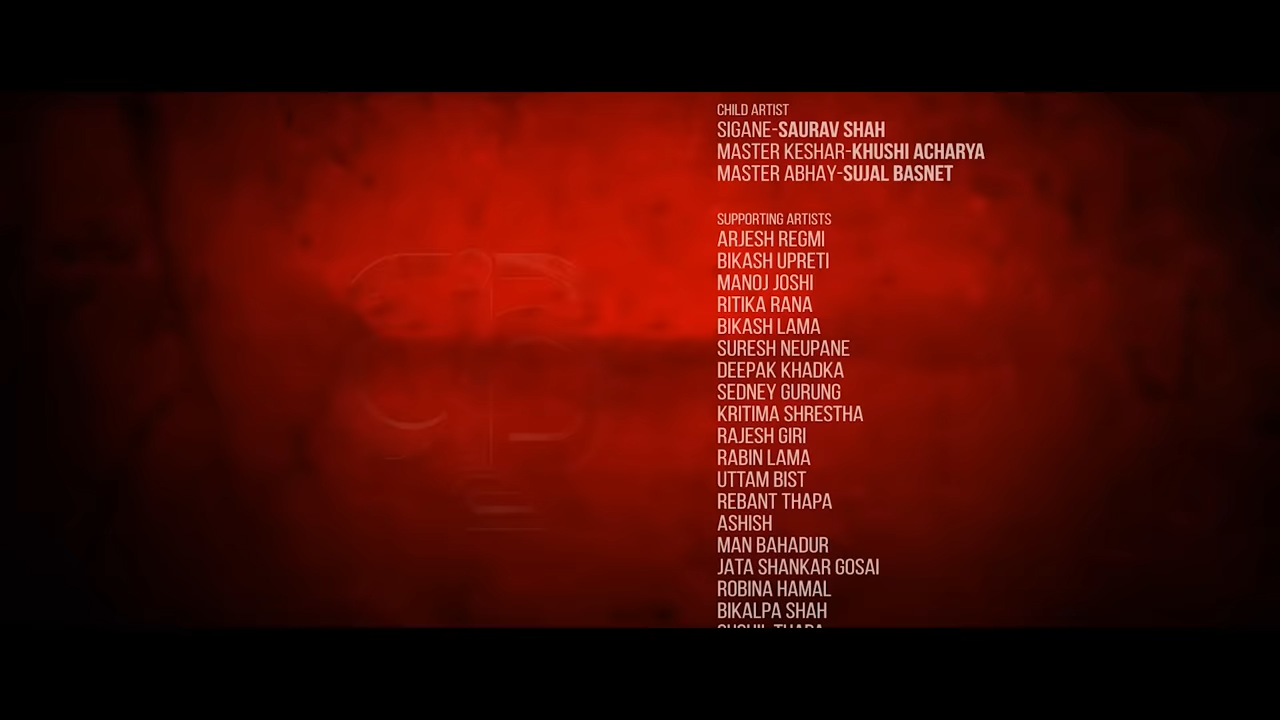 CHILD ARTIST
SIGANE-SAURAV SHAH
MASTER KESHAR-KHUSHI ACHARYA
MASTER ABHAY-SUJAL BASNET
SUPPORTING ARTISTS
ARJESH REGMI
BIKASH UPRETI
MANOJ JOSHI
RITIKA RANA
BIKASH LAMA
SURESH NEUPANE
DEEPAK KHADKA
SEDNEY GURUNG
KRITIMA SHRESTHA
RAJESH GIRI
RABIN LAMA
UTTAM BIST
REBANT THAPA
ASHISH
MAN BAHADUR
JATA SHANKAR GOSAI
ROBINA HAMAL
BIKALPA SHAH